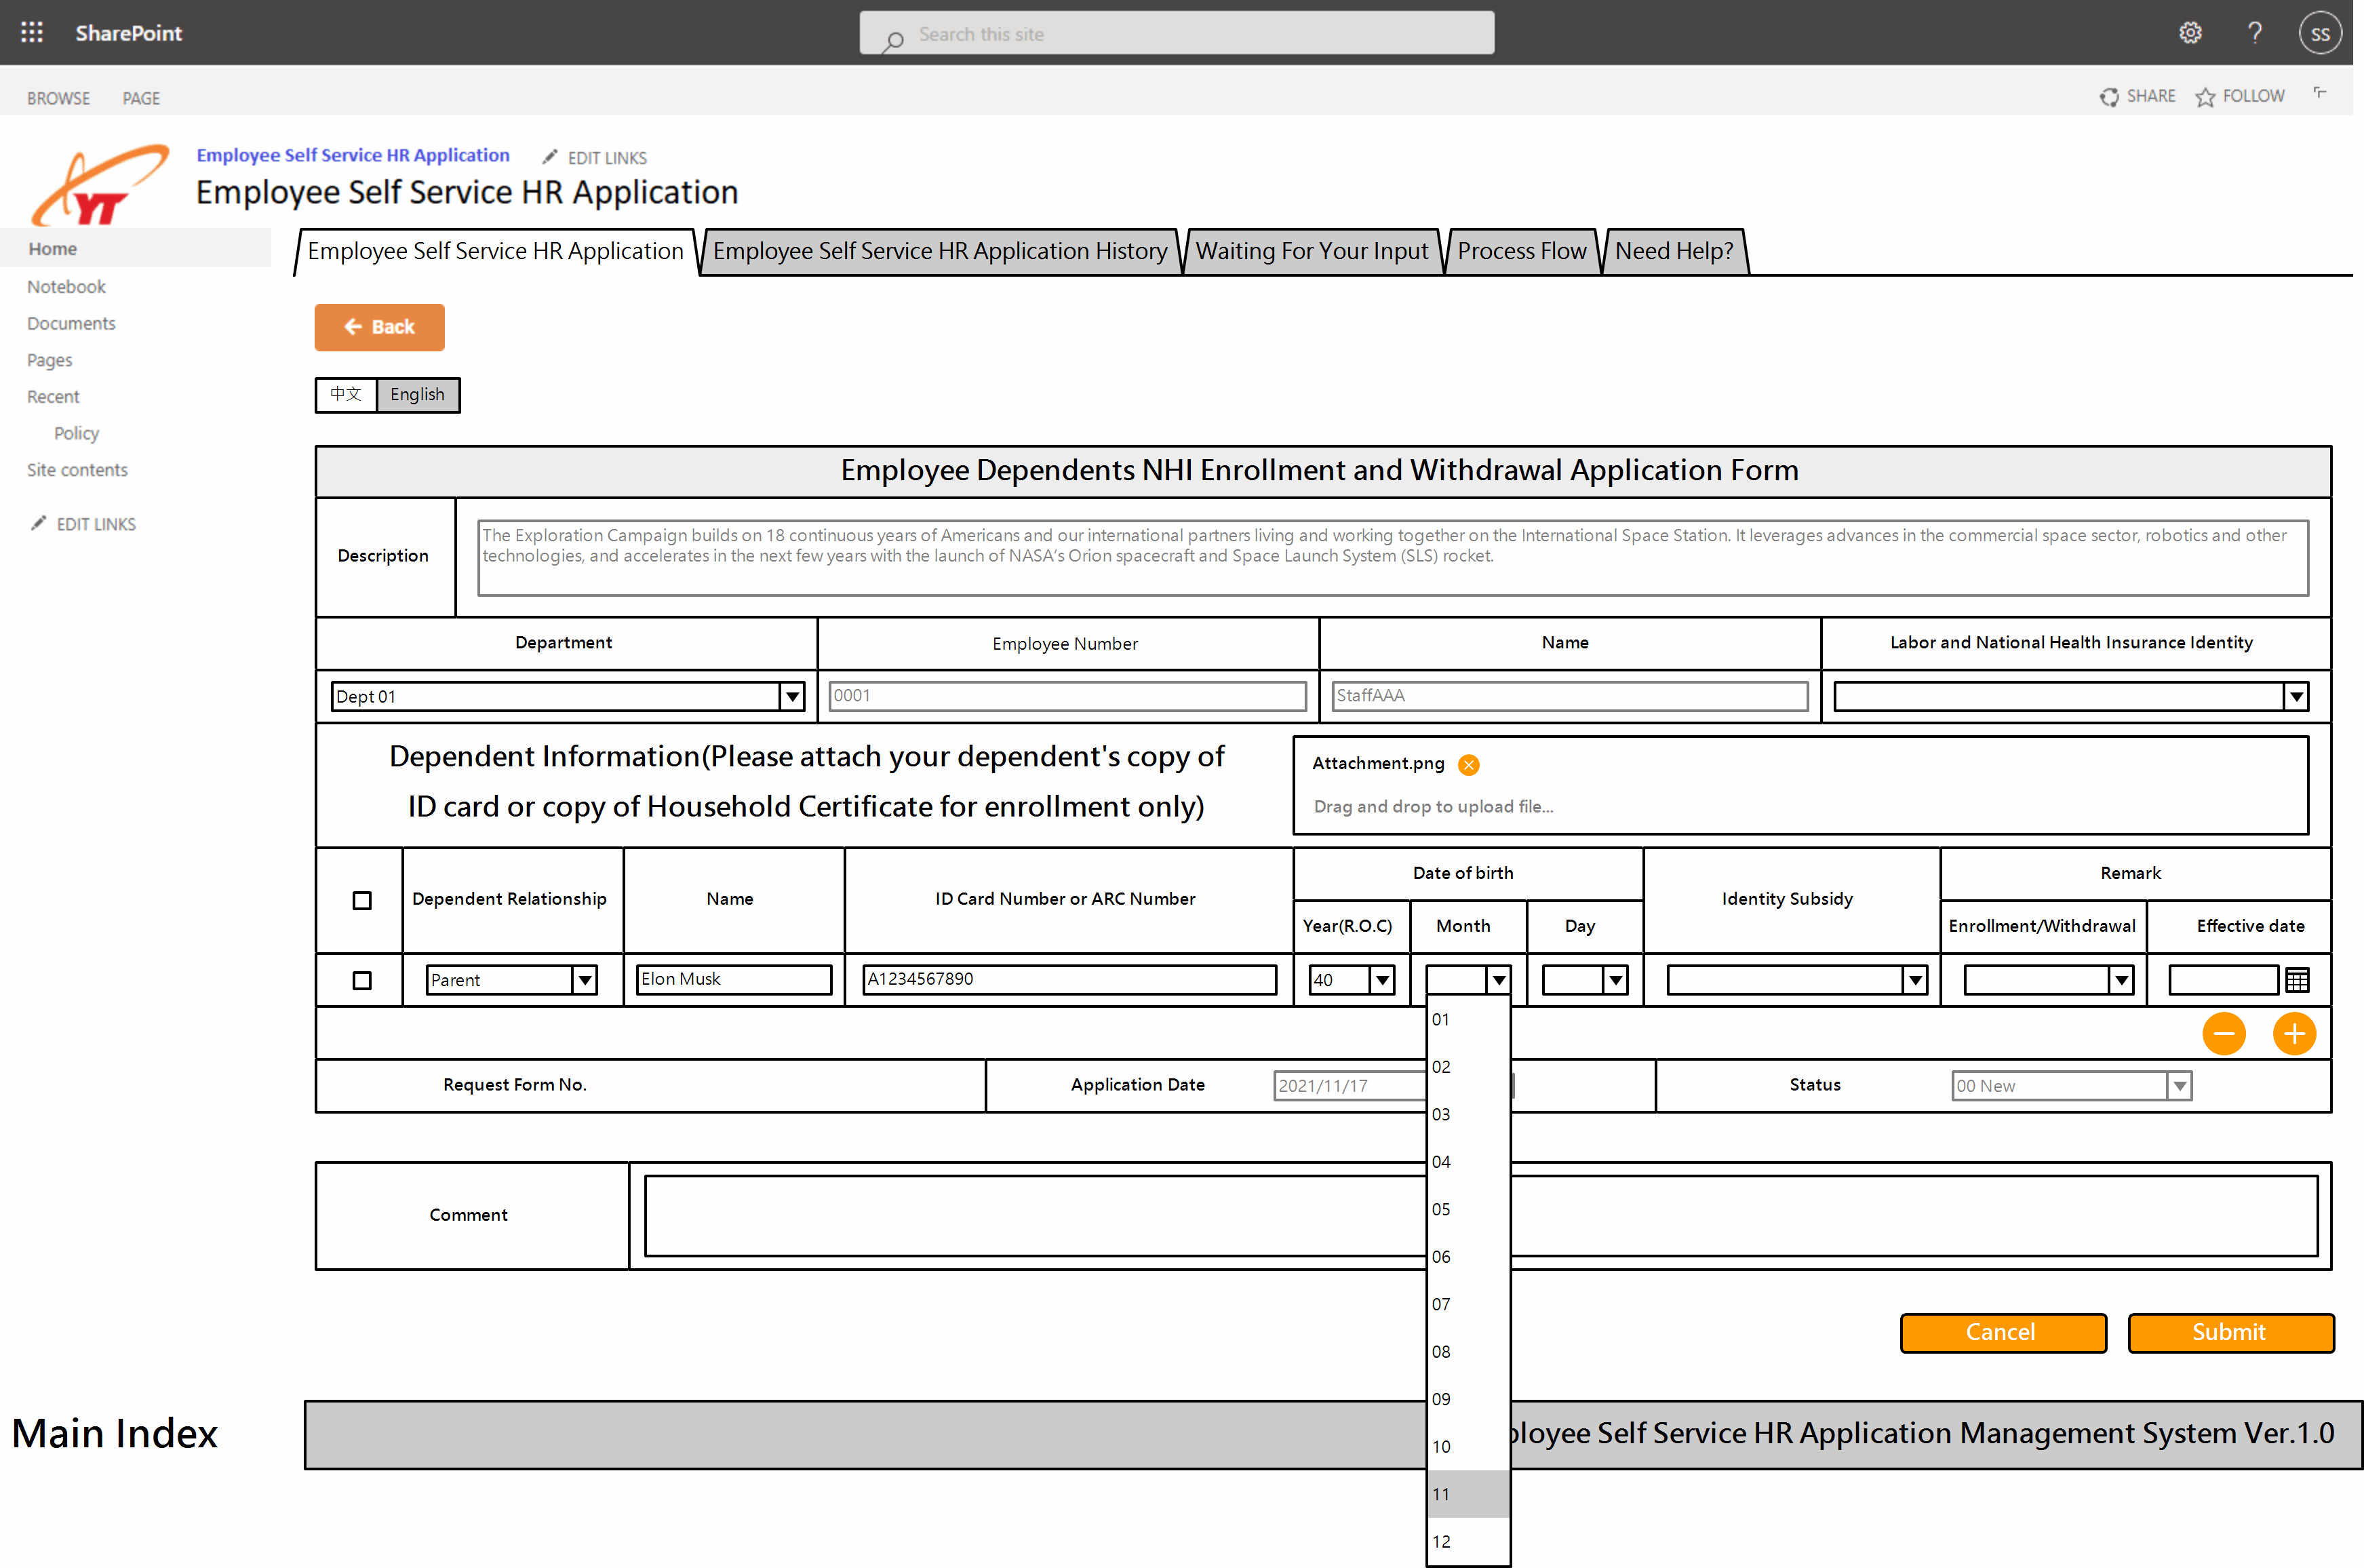 SharePoint
Search this site
?
SS
BROWSE PAGE
SHARE FOLLOW
YT
Employee Self Service HR Application
EDIT LINKS
Employee Self Service HR Application
Home
Notebook
Documents
Pages
Recent
Policy
Site contents
EDIT LINKS
Employee Self Service HR Application
Employee Self Service HR Application History
Waiting For Your Input
Process Flow
Need Help?
Back
中文 English
Employee Dependents NHI Enrollment and Withdrawal Application Form
Description
The Exploration Campaign builds on 18 continuous years of Americans and our international partners living and working together on the International Space Station. It leverages advances in the commercial space sector, robotics and other
technologies, and accelerates in the next few years with the launch of NASA's Orion spacecraft and Space Launch System (SLS) rocket.
Department Employee Number Name Labor and National Health Insurance Identity
Dept 01 0001 StaffAAA
Dependent Information(Please attach your dependent's copy of
ID card or copy of Household Certificate for enrollment only)
Attachment.png
Drag and drop to upload file...
Dependent Relationship Name ID Card Number or ARC Number
Date of birth
Year(R.O.C) Month Day
Identity Subsidy
Remark
Enrollment/Withdrawal Effective date
Parent Elon Musk A1234567890 40
01
02
03
04
05
06
07
08
09
10
11
12
Request Form No. Application Date 2021/11/17 Status 00 New
Comment
Cancel Submit
Main Index
ployee Self Service HR Application Management System Ver.1.0